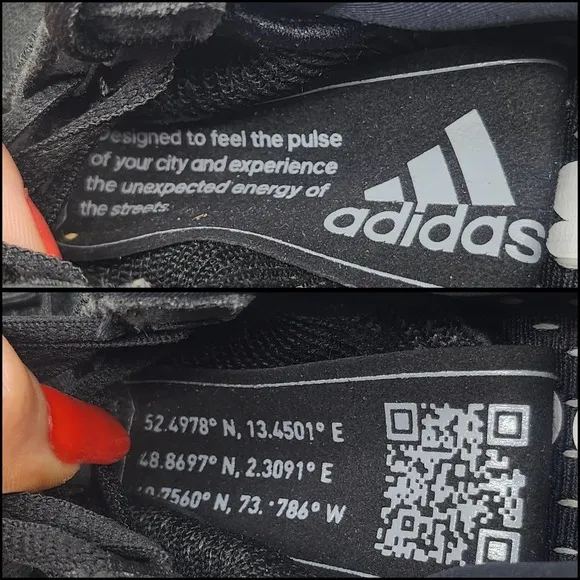 Designed to feel the pulse
of your city and experience
the unexpected energy of
the streets.
adidas
52.4978° N, 13.4501° E
48.8697° N, 2.3091° E
N, W